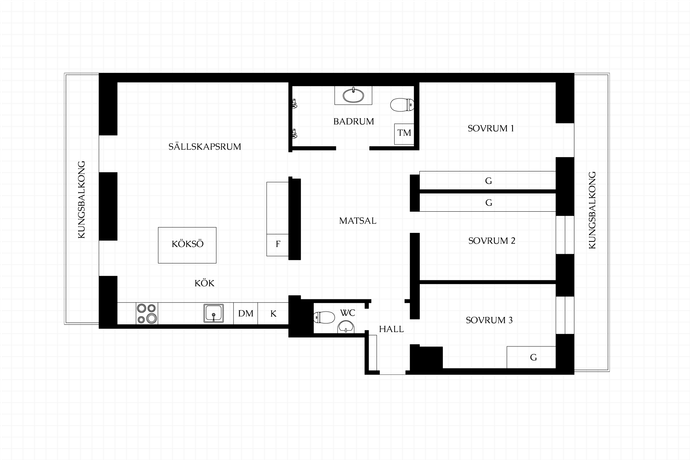 BADRUM
TM
SOVRUM 1
SÄLLSKAPSRUM
G
KUNGSBALKONG
KUNGSBALKONG
G
MATSAL
KÖKSÖ
F
SOVRUM 2
KÖK
DM
K
WC
HALL
SOVRUM 3
G